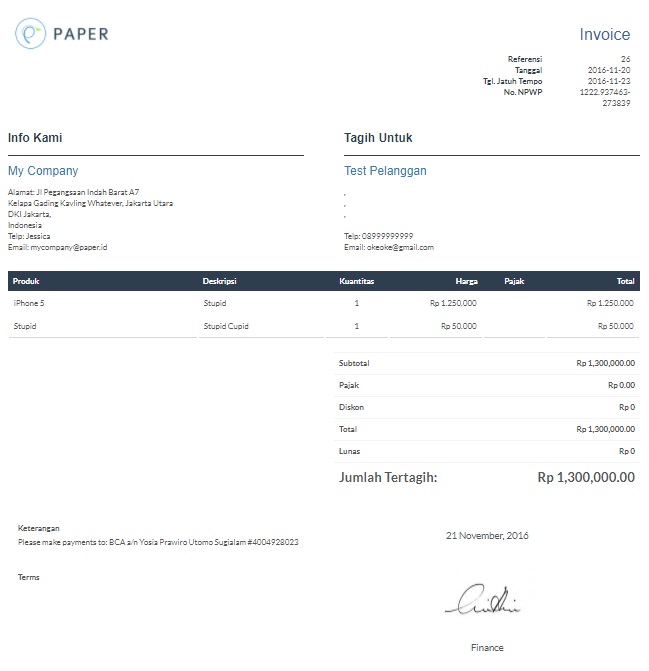 PAPER
Invoice
Referensi 26
Tanggal 2016-11-20
Tgl. Jatuh Tempo 2016-11-23
No. NPWP 1222.937463-
273839
Info Kami
Tagih Untuk
My Company
Test Pelanggan
Alamat: Jl Pegangsaan Indah Barat A7
Kelapa Gading Kavling Whatever, Jakarta Utara
DKI Jakarta,
Indonesia
Telp: Jessica
Email: mycompany@paper.id
,
,
,
Telp: 08999999999
Email: okeoke@gmail.com
Produk Deskripsi Kuantitas Harga Pajak Total
iPhone 5 Stupid 1 Rp 1.250.000 Rp 1.250.000
Stupid Stupid Cupid 1 Rp 50.000 Rp 50.000
Subtotal Rp 1,300,000.00
Pajak Rp 0.00
Diskon Rp 0
Total Rp 1,300,000.00
Lunas Rp 0
Jumlah Tertagih: Rp 1,300,000.00
Keterangan
Please make payments to: BCA a/n Yosia Prawiro Utomo Sugialam #4004928023
21 November, 2016
Terms
Finance